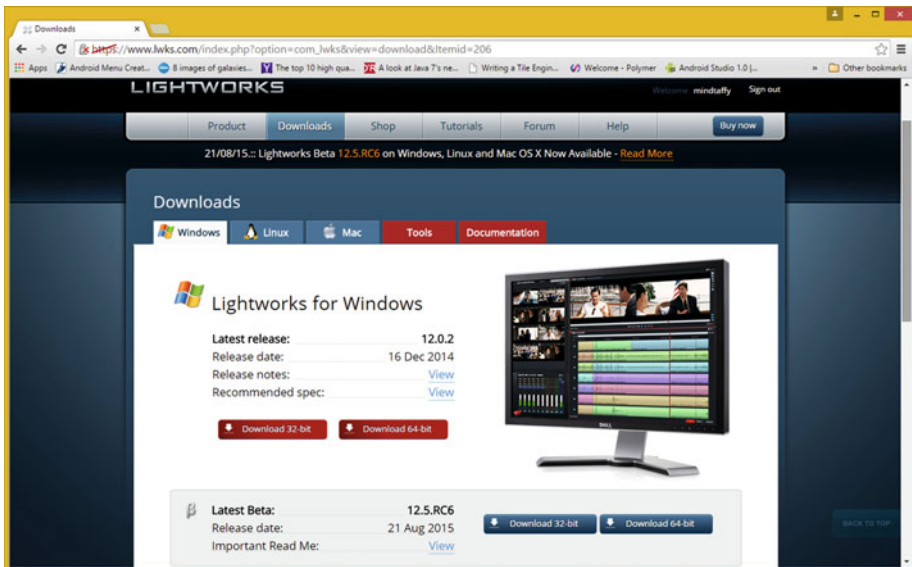 Downloads
https://www.lwks.com/index.php?option=com_lwks&view=download&Itemid=206
Apps Android Menu Creat... 8 images of galaxies... The top 10 high qua... A look at Java 7's ne... Writing a Tile Engin... Welcome - Polymer Android Studio 1.0 |... » Other bookmarks
LIGHTWORKS Welcome mindtaffy Sign out
Product Downloads Shop Tutorials Forum Help Buy now
21/08/15.:: Lightworks Beta 12.5.RC6 on Windows, Linux and Mac OS X Now Available - Read More
Downloads
Windows Linux Mac Tools Documentation
Lightworks for Windows
Latest release: 12.0.2
Release date: 16 Dec 2014
Release notes: View
Recommended spec: View
Download 32-bit Download 64-bit
DELL
β Latest Beta: 12.5.RC6
Release date: 21 Aug 2015
Important Read Me: View
Download 32-bit Download 64-bit
BACK TO TOP